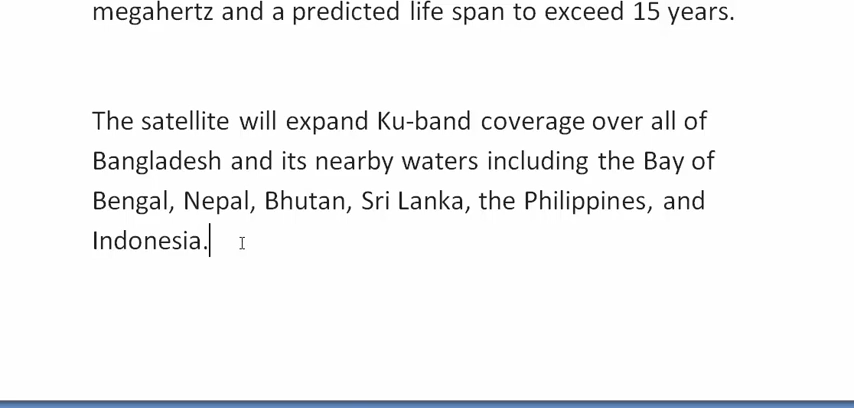 megahertz and a predicted life span to exceed 15 years.
The satellite will expand Ku-band coverage over all of
Bangladesh and its nearby waters including the Bay of
Bengal, Nepal, Bhutan, Sri Lanka, the Philippines, and
Indonesia.